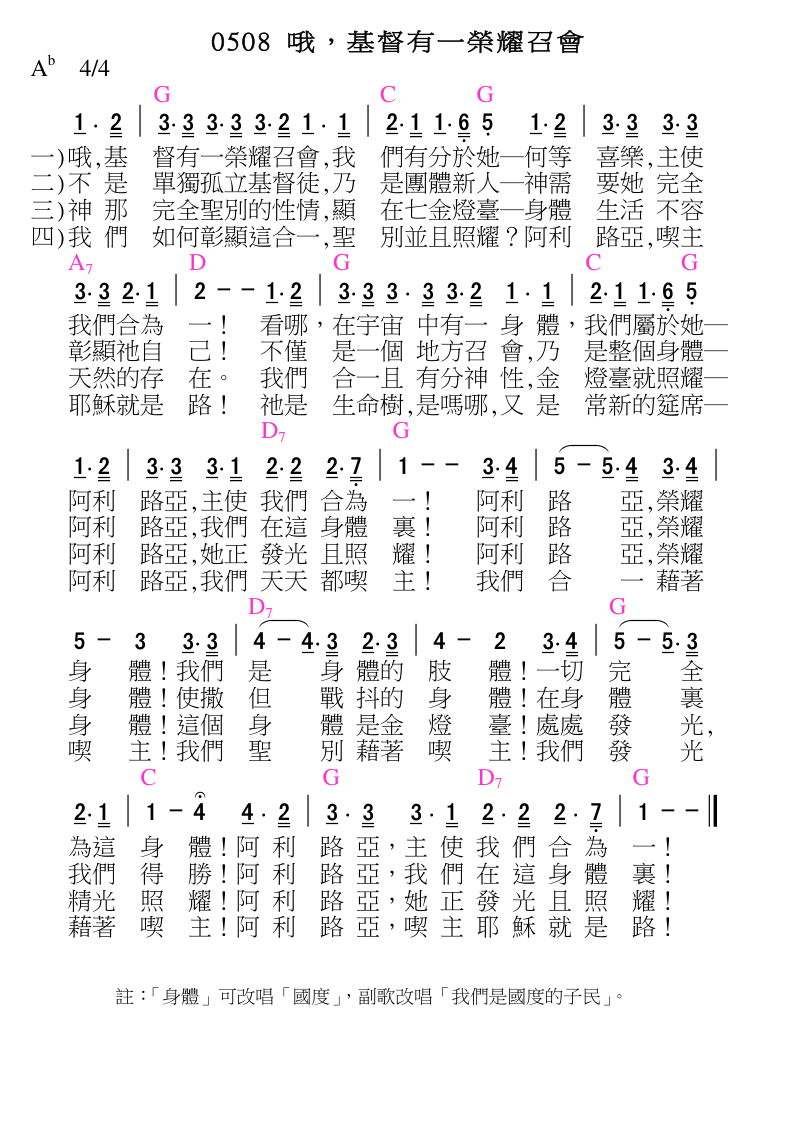 0508 哦，基督有一榮耀召會
Aᵇ 4/4
G C G
1 . 2 | 3. 3 3. 3 3. 2 1 . 1 | 2. 1 1. 6 5 1. 2 | 3. 3 3. 3
一)哦,基 督有一榮耀召會,我 們有分於她─何等 喜樂,主使
二)不 是 單獨孤立基督徒,乃 是團體新人─神需 要她 完全
三)神 那 完全聖別的性情,顯 在七金燈臺─身體 生活 不容
四)我 們 如何彰顯這合一,聖 別並且照耀？阿利 路亞,喫主
A₇ D G C G
3. 3 2. 1 | 2 − − 1. 2 | 3. 3 3 . 3 3. 2 1 . 1 | 2. 1 1. 6 5
我們合為 一！ 看哪，在宇宙 中有一 身 體，我們屬於她─
彰顯祂自 己！ 不僅 是一個 地方召 會,乃 是整個身體─
天然的存 在。 我們 合一且 有分神 性,金 燈臺就照耀─
耶穌就是 路！ 祂是 生命樹,是嗎哪,又 是 常新的筵席─
D₇ G
1. 2 | 3. 3 3. 1 2. 2 2. 7 | 1 − − 3. 4 | 5 − 5. 4 3. 4 |
阿利 路亞,主使 我們 合為 一！ 阿利 路 亞,榮耀
阿利 路亞,我們 在這 身體 裏！ 阿利 路 亞,榮耀
阿利 路亞,她正 發光 且照 耀！ 阿利 路 亞,榮耀
阿利 路亞,我們 天天 都喫 主！ 我們 合 一 藉著
D₇ G
5 − 3 3. 3 | 4 − 4. 3 2. 3 | 4 − 2 3. 4 | 5 − 5. 3
身 體！我們 是 身 體的 肢 體！一切 完 全
身 體！使撒 但 戰 抖的 身 體！在身 體 裏
身 體！這個 身 體 是金 燈 臺！處處 發 光,
喫 主！我們 聖 別 藉著 喫 主！我們 發 光
C G D₇ G
2. 1 | 1 − 4 4 . 2 | 3 . 3 3 . 1 2 . 2 2 . 7 | 1 − −
為這 身 體！阿 利 路 亞，主 使 我 們 合 為 一！
我們 得 勝！阿 利 路 亞，我 們 在 這 身 體 裏！
精光 照 耀！阿 利 路 亞，她 正 發 光 且 照 耀！
藉著 喫 主！阿 利 路 亞，喫 主 耶 穌 就 是 路！
註：「身體」可改唱「國度」，副歌改唱「我們是國度的子民」。